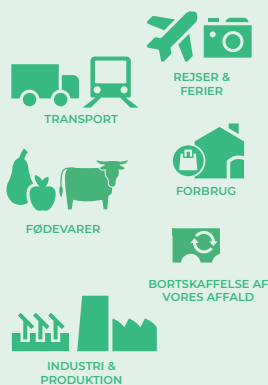 REJSER &
FERIER
TRANSPORT
FORBRUG
FØDEVARER
BORTSKAFFELSE AF
VORES AFFALD
INDUSTRI &
PRODUKTION